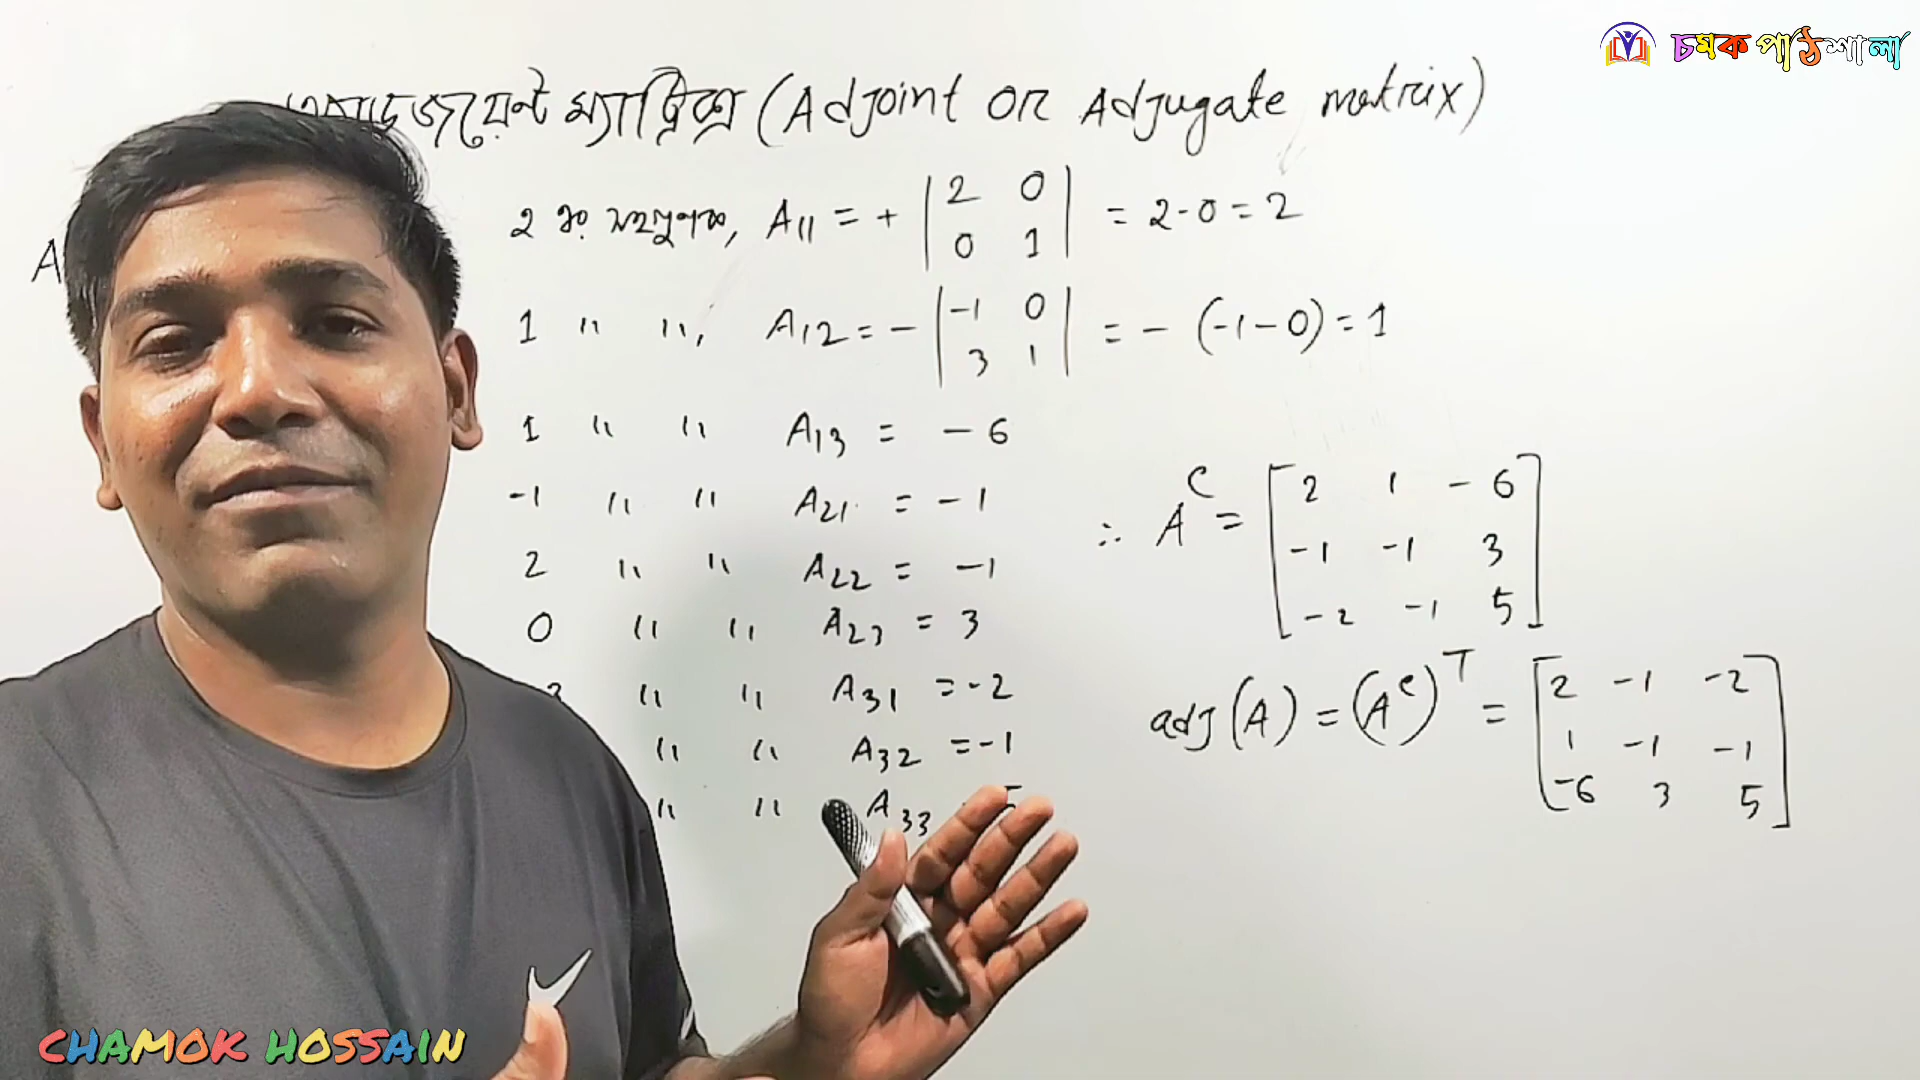 চমক পাঠশালা
ম্যাট্রিক্স (Adjoint or Adjugate matrix)
A
2 এর সহগুণক, A11 = + | 2 0 | = 2-0 = 2
0 1
1 " ", A12 = - | -1 0 | = - (-1-0) = 1
3 1
1 " " A13 = -6
-1 " " A21 = -1
2 " " A22 = -1
0 " " A23 = 3
" " A31 = -2
" " A32 = -1
" " A33
∴ A^c = [ 2 1 -6
-1 -1 3
-2 -1 5 ]
adj(A) = (A^c)^T = [ 2 -1 -2
1 -1 -1
-6 3 5 ]
CHAMOK HOSSAIN